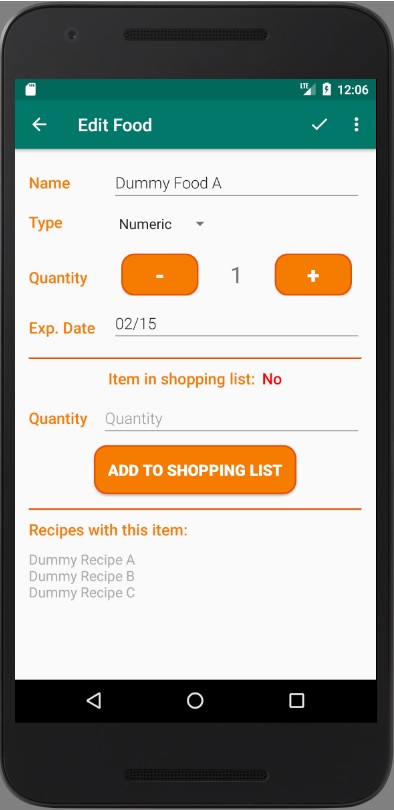 LTE 12:06
Edit Food
Name Dummy Food A
Type Numeric
Quantity - 1 +
Exp. Date 02/15
Item in shopping list: No
Quantity Quantity
ADD TO SHOPPING LIST
Recipes with this item:
Dummy Recipe A
Dummy Recipe B
Dummy Recipe C